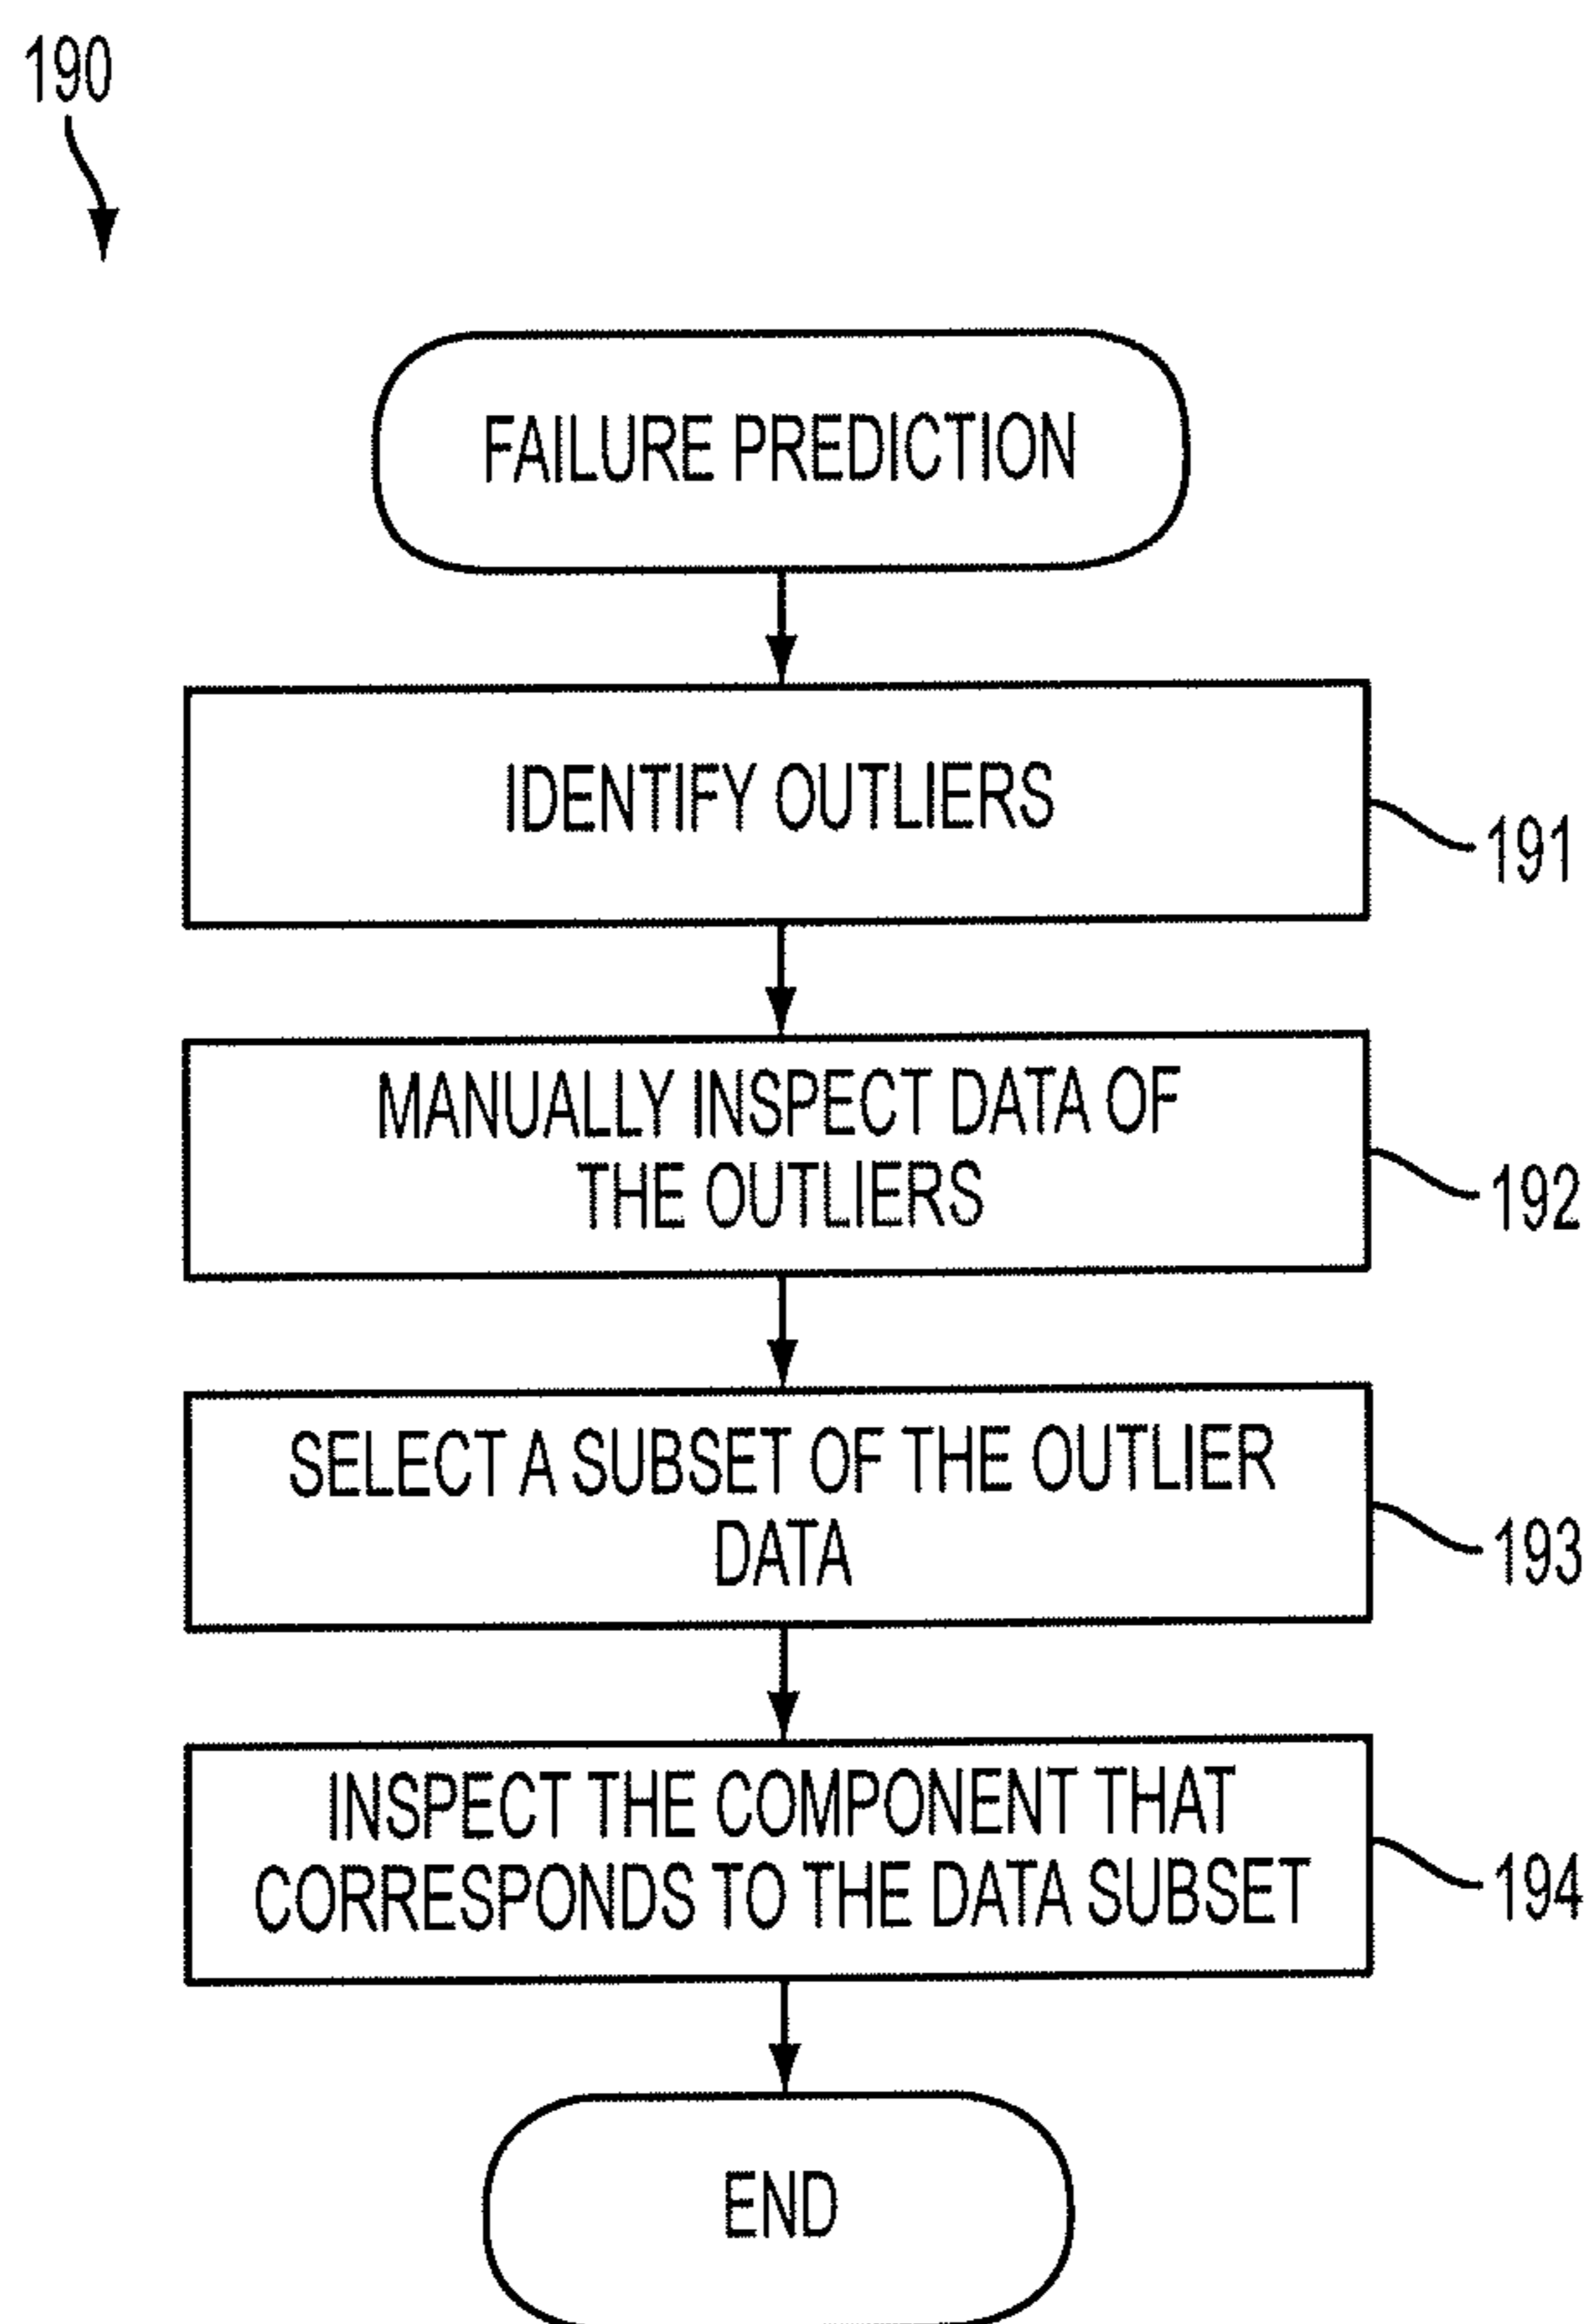 190
FAILURE PREDICTION
IDENTIFY OUTLIERS
191
MANUALLY INSPECT DATA OF
THE OUTLIERS
192
SELECT A SUBSET OF THE OUTLIER
DATA
193
INSPECT THE COMPONENT THAT
CORRESPONDS TO THE DATA SUBSET
194
END